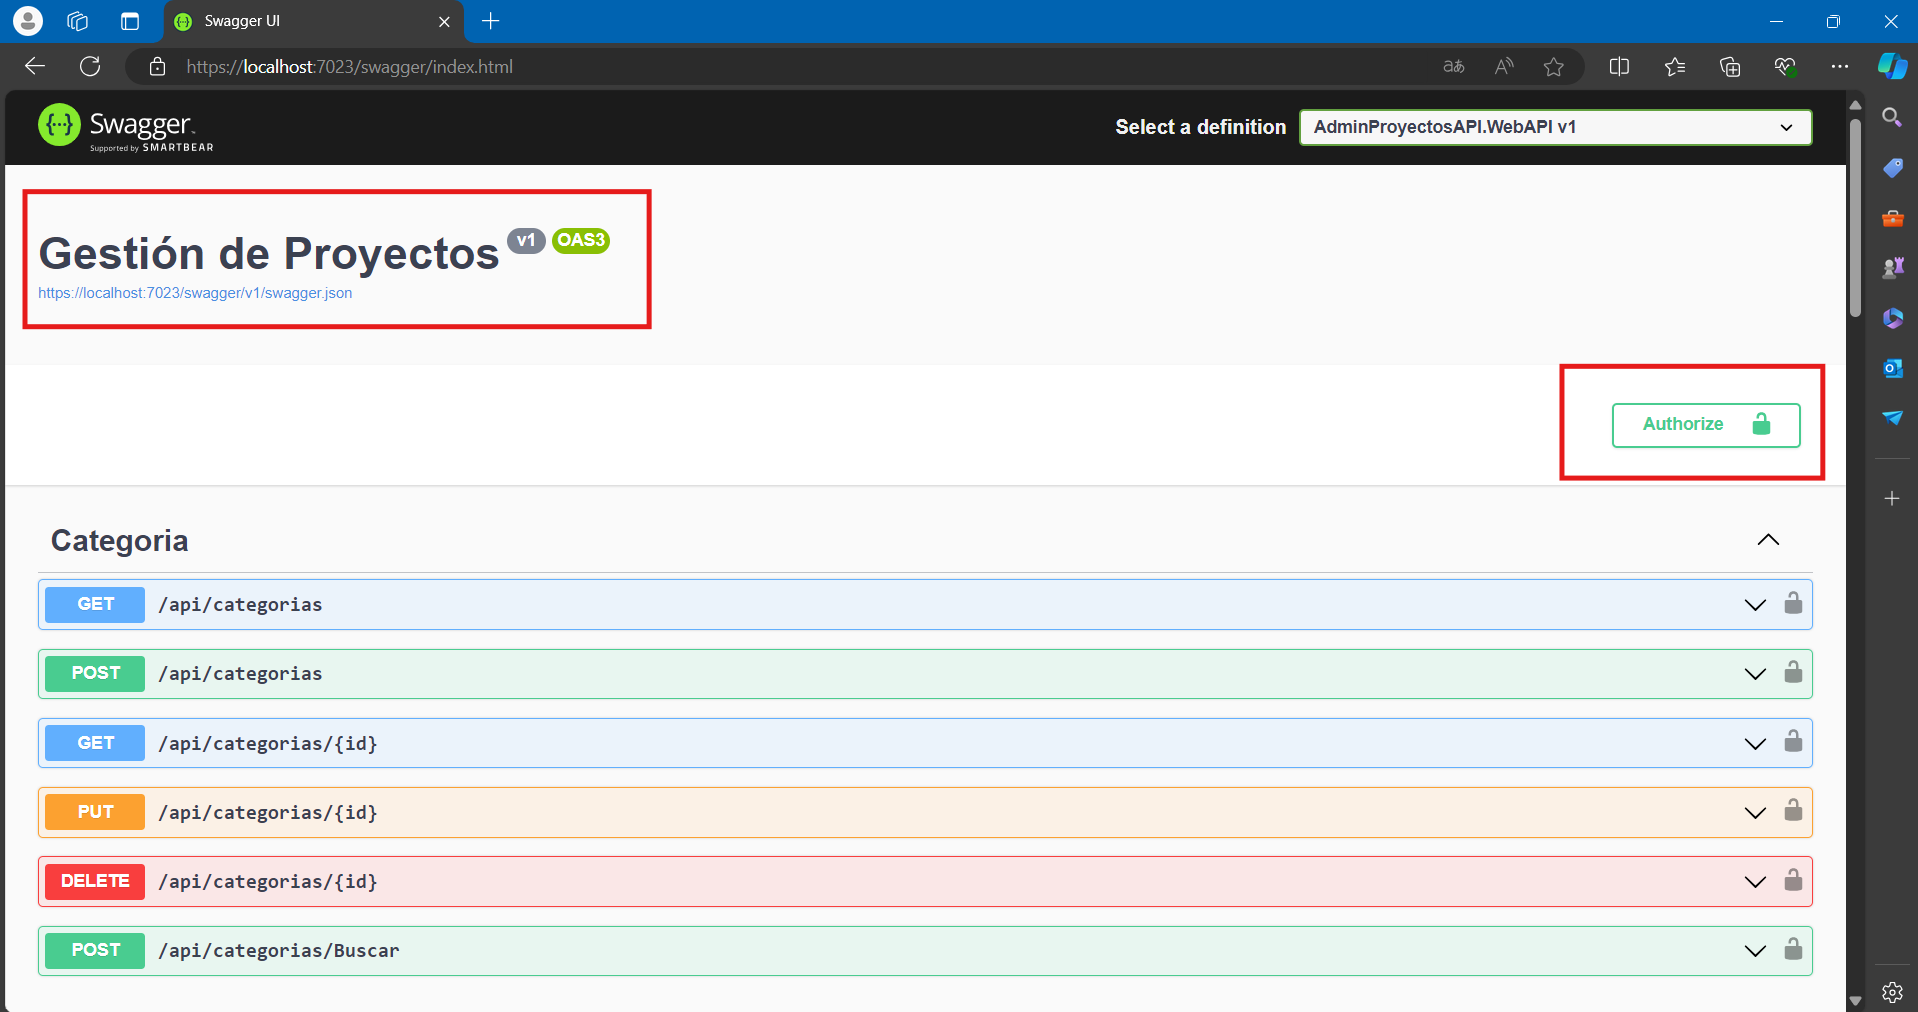 Swagger UI
https://localhost:7023/swagger/index.html
Swagger
Supported by SMARTBEAR
Select a definition
AdminProyectosAPI.WebAPI v1
Gestión de Proyectos v1 OAS3
https://localhost:7023/swagger/v1/swagger.json
Authorize
Categoria
GET /api/categorias
POST /api/categorias
GET /api/categorias/{id}
PUT /api/categorias/{id}
DELETE /api/categorias/{id}
POST /api/categorias/Buscar